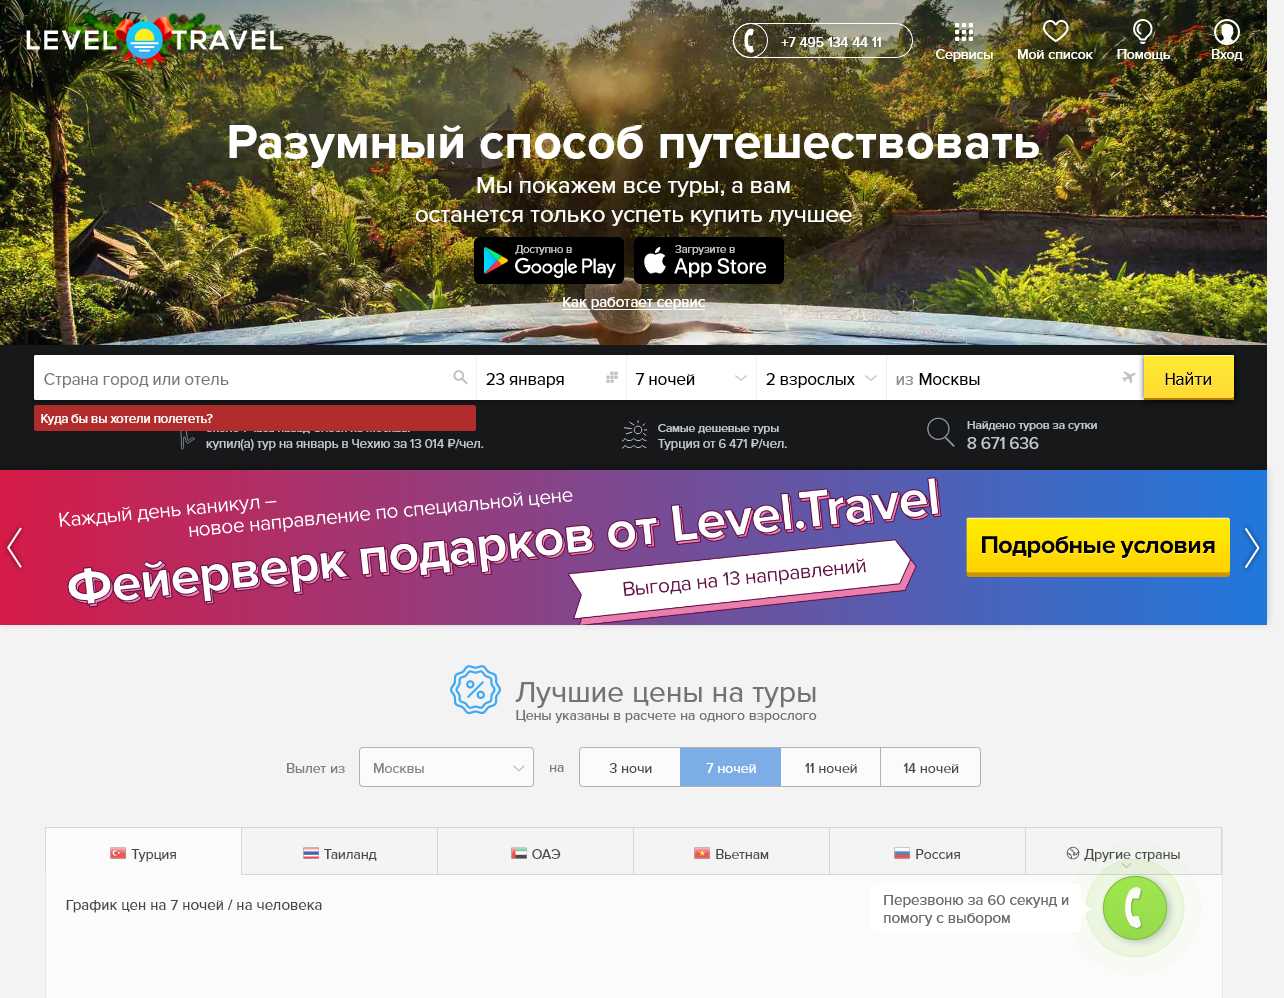 LEVEL TRAVEL
+7 495 134 44 11
Сервисы
Мой список
Помощь
Вход
Разумный способ путешествовать
Мы покажем все туры, а вам
останется только успеть купить лучшее
Доступно в
Google Play
Загрузите в
App Store
Как работает сервис
Страна город или отель
23 января
7 ночей
2 взрослых
из Москвы
Найти
Куда бы вы хотели полететь?
купил(а) тур на январь в Чехию за 13 014 ₽/чел.
Самые дешевые туры
Турция от 6 471 ₽/чел.
Найдено туров за сутки
8 671 636
Каждый день каникул –
новое направление по специальной цене
Фейерверк подарков от Level.Travel
Выгода на 13 направлений
Подробные условия
Лучшие цены на туры
Цены указаны в расчете на одного взрослого
Вылет из
Москвы
на
3 ночи
7 ночей
11 ночей
14 ночей
Турция
Таиланд
ОАЭ
Вьетнам
Россия
Другие страны
График цен на 7 ночей / на человека
Перезвоню за 60 секунд и
помогу с выбором